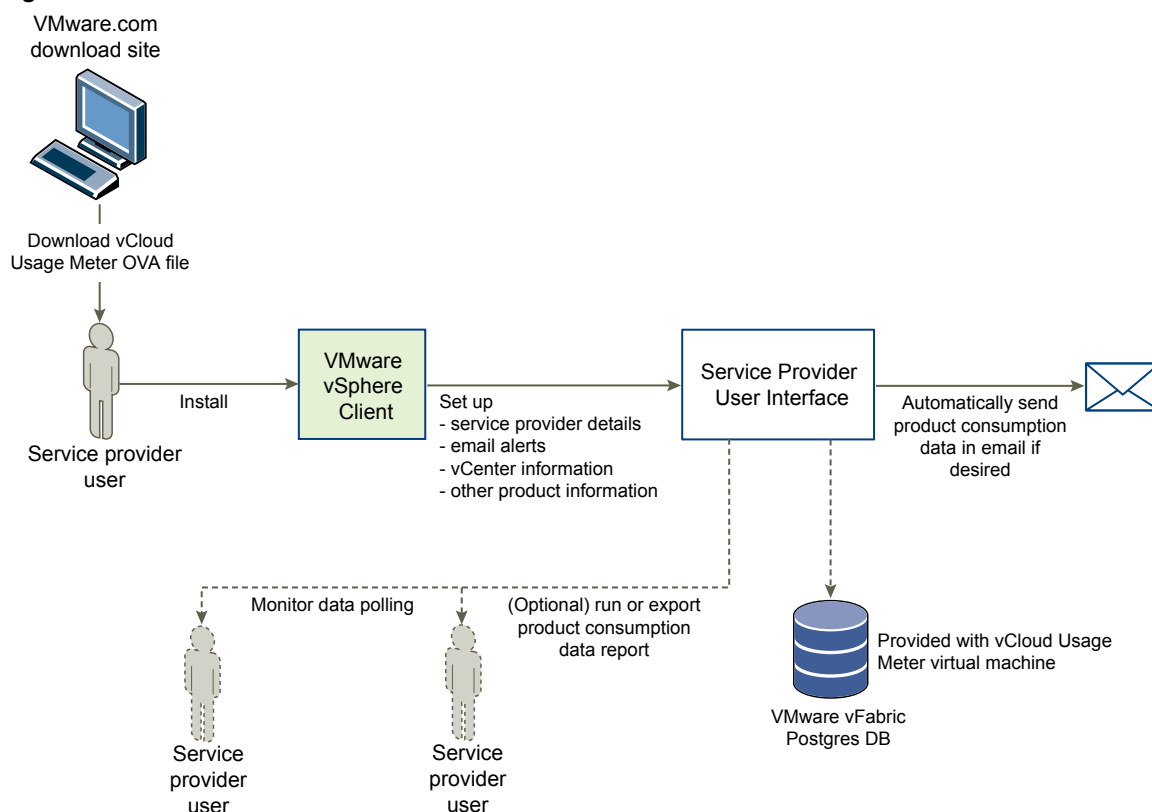 VMware.com
download site
Download vCloud
Usage Meter OVA file
Service provider
user
Install
VMware
vSphere
Client
Set up
- service provider details
- email alerts
- vCenter information
- other product information
Service Provider
User Interface
Automatically send
product consumption
data in email if
desired
Monitor data polling
(Optional) run or export
product consumption
data report
Service
provider
user
Service
provider
user
Provided with vCloud Usage
Meter virtual machine
VMware vFabric
Postgres DB